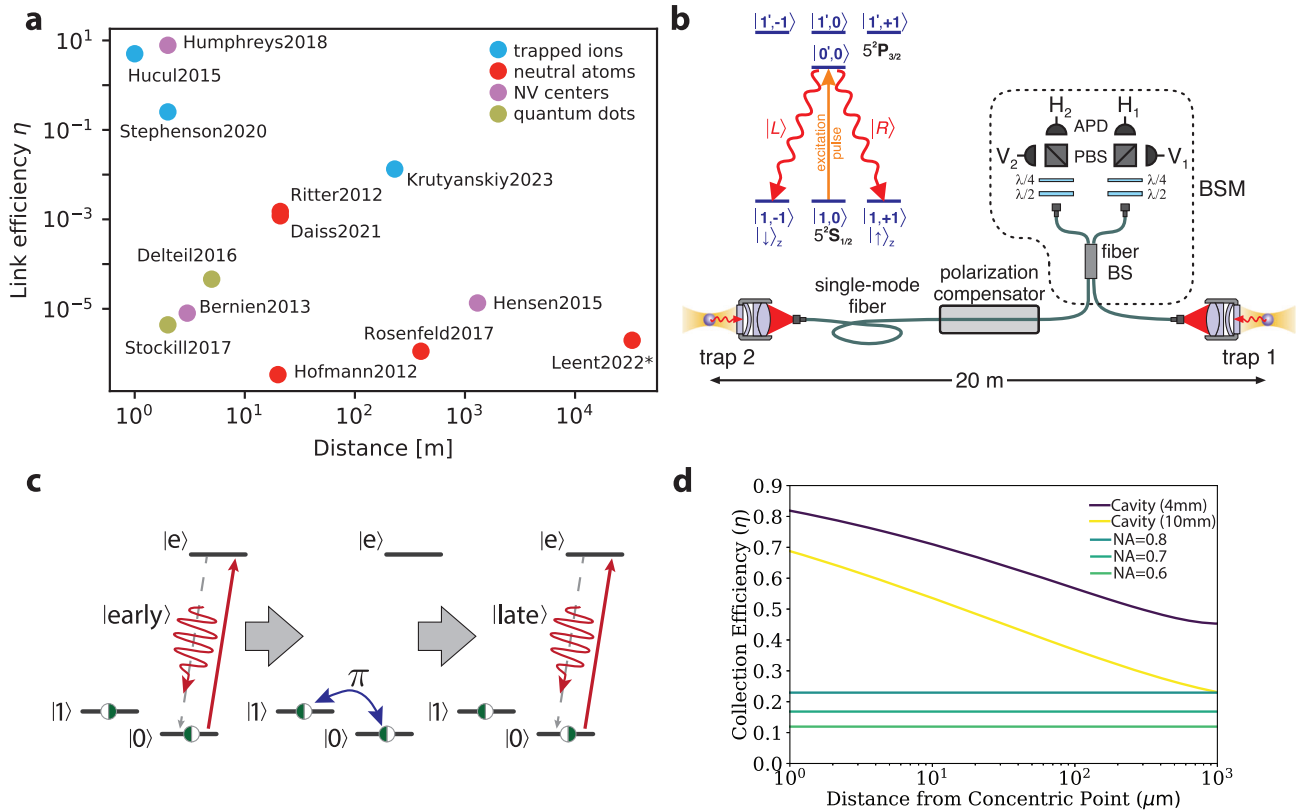 a
Link efficiency η
10¹
10⁻¹
10⁻³
10⁻⁵
Humphreys2018
Hucul2015
Stephenson2020
Krutyanskiy2023
Ritter2012
Daiss2021
Delteil2016
Bernien2013
Stockill2017
Hensen2015
Rosenfeld2017
Hofmann2012
Leent2022*
trapped ions
neutral atoms
NV centers
quantum dots
10⁰ 10¹ 10² 10³ 10⁴
Distance [m]
b
|1′,-1⟩ |1′,0⟩ |1′,+1⟩
|0′,0⟩ 5²P₃/₂
|L⟩ |R⟩
excitation
pulse
|1,-1⟩ |1,0⟩ |1,+1⟩
|↓⟩z 5²S₁/₂ |↑⟩z
H₂ H₁
APD
V₂ PBS V₁
λ/4 λ/4
λ/2 λ/2
BSM
fiber
BS
single-mode
fiber
polarization
compensator
trap 2
trap 1
20 m
c
|e⟩ |e⟩ |e⟩
|early⟩ |late⟩
π
|1⟩ |1⟩ |1⟩
|0⟩ |0⟩ |0⟩
d
Collection Efficiency (η)
0.9
0.8
0.7
0.6
0.5
0.4
0.3
0.2
0.1
0.0
Cavity (4mm)
Cavity (10mm)
NA=0.8
NA=0.7
NA=0.6
10⁰ 10¹ 10² 10³
Distance from Concentric Point (μm)